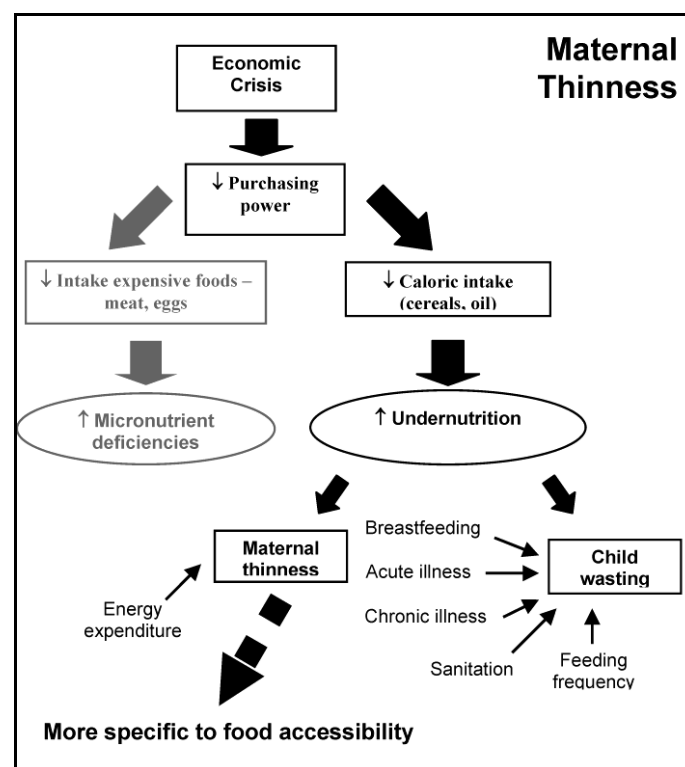 Maternal
Thinness
Economic
Crisis
↓ Purchasing
power
↓ Intake expensive foods –
meat, eggs
↓ Caloric intake
(cereals, oil)
↑ Micronutrient
deficiencies
↑ Undernutrition
Maternal
thinness
Energy
expenditure
Breastfeeding
Acute illness
Chronic illness
Sanitation
Feeding
frequency
Child
wasting
More specific to food accessibility